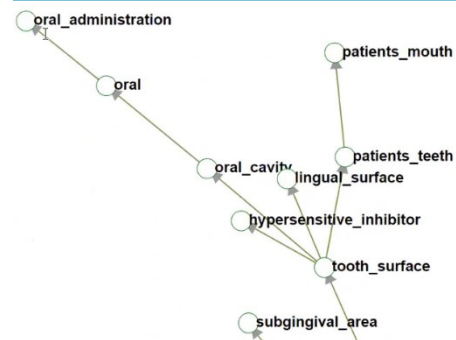 oral_administration
patients_mouth
oral
patients_teeth
oral_cavity
lingual_surface
hypersensitive_inhibitor
tooth_surface
subgingival_area